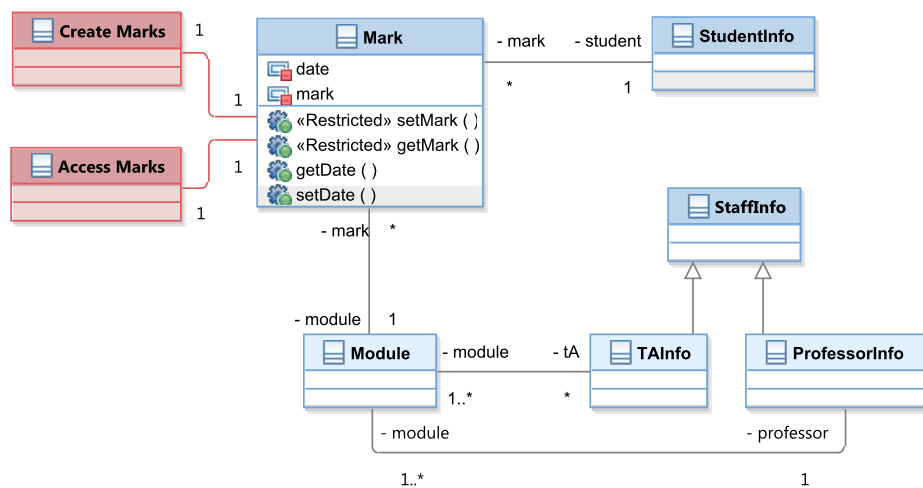 Create Marks
1
1
Mark
date
mark
«Restricted» setMark ( )
«Restricted» getMark ( )
getDate ( )
setDate ( )
- mark
- student
*
1
StudentInfo
Access Marks
1
1
- mark
*
StaffInfo
- module
1
Module
- module
- tA
1..*
*
TAInfo
ProfessorInfo
- module
- professor
1..*
1